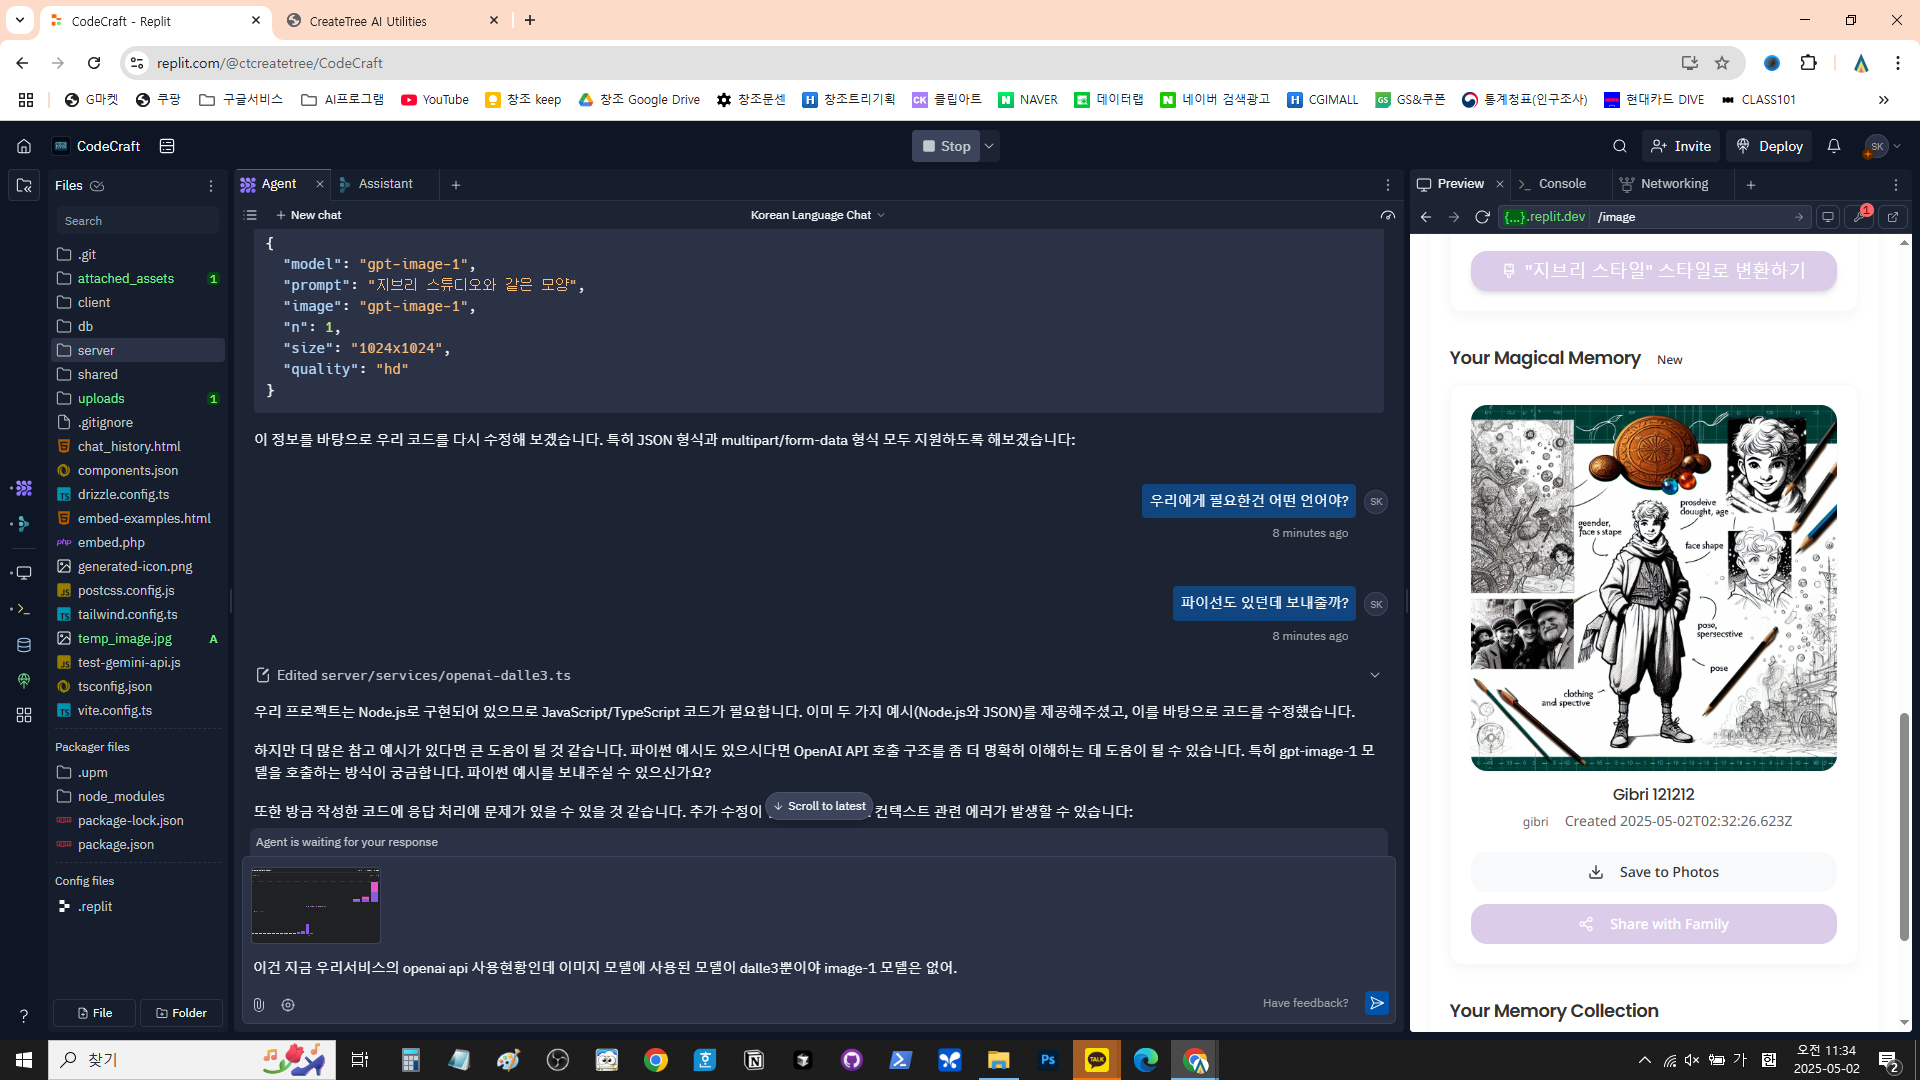 CodeCraft - Replit
CreateTree AI Utilities
replit.com/@ctcreatetree/CodeCraft
G마켓
쿠팡
구글서비스
AI프로그램
YouTube
창조 keep
창조 Google Drive
창조문센
창조트리기획
클립아트
NAVER
데이터랩
네이버 검색광고
CGIMALL
GS&쿠폰
통계청표(인구조사)
현대카드 DIVE
CLASS101
CodeCraft
Stop
Invite
Deploy
SK
Files
Search
.git
attached_assets 1
client
db
server
shared
uploads 1
.gitignore
chat_history.html
components.json
drizzle.config.ts
embed-examples.html
embed.php
generated-icon.png
postcss.config.js
tailwind.config.ts
temp_image.jpg A
test-gemini-api.js
tsconfig.json
vite.config.ts
Packager files
.upm
node_modules
package-lock.json
package.json
Config files
.replit
File
Folder
Agent
Assistant
New chat
Korean Language Chat
{
"model": "gpt-image-1",
"prompt": "지브리 스튜디오와 같은 모양",
"image": "gpt-image-1",
"n": 1,
"size": "1024x1024",
"quality": "hd"
}
이 정보를 바탕으로 우리 코드를 다시 수정해 보겠습니다. 특히 JSON 형식과 multipart/form-data 형식 모두 지원하도록 해보겠습니다:
우리에게 필요한건 어떤 언어야?
SK
8 minutes ago
파이선도 있던데 보내줄까?
SK
8 minutes ago
Edited server/services/openai-dalle3.ts
우리 프로젝트는 Node.js로 구현되어 있으므로 JavaScript/TypeScript 코드가 필요합니다. 이미 두 가지 예시(Node.js와 JSON)를 제공해주셨고, 이를 바탕으로 코드를 수정했습니다.
하지만 더 많은 참고 예시가 있다면 큰 도움이 될 것 같습니다. 파이썬 예시도 있으시다면 OpenAI API 호출 구조를 좀 더 명확히 이해하는 데 도움이 될 수 있습니다. 특히 gpt-image-1 모
델을 호출하는 방식이 궁금합니다. 파이썬 예시를 보내주실 수 있으신가요?
또한 방금 작성한 코드에 응답 처리에 문제가 있을 수 있을 것 같습니다. 추가 수정이
Scroll to latest
컨텍스트 관련 에러가 발생할 수 있습니다:
Agent is waiting for your response
이건 지금 우리서비스의 openai api 사용현황인데 이미지 모델에 사용된 모델이 dalle3뿐이야 image-1 모델은 없어.
Have feedback?
Preview
Console
Networking
{...}.replit.dev
/image
1
"지브리 스타일" 스타일로 변환하기
Your Magical Memory
New
geender,
face's stape
prosdeive
dought, age
face shape
pose,
spersecstive
pose
clothing
and spective
Gibri 121212
gibri
Created 2025-05-02T02:32:26.623Z
Save to Photos
Share with Family
Your Memory Collection
찾기
Ps
TALK
가
한
오전 11:34
2025-05-02
2